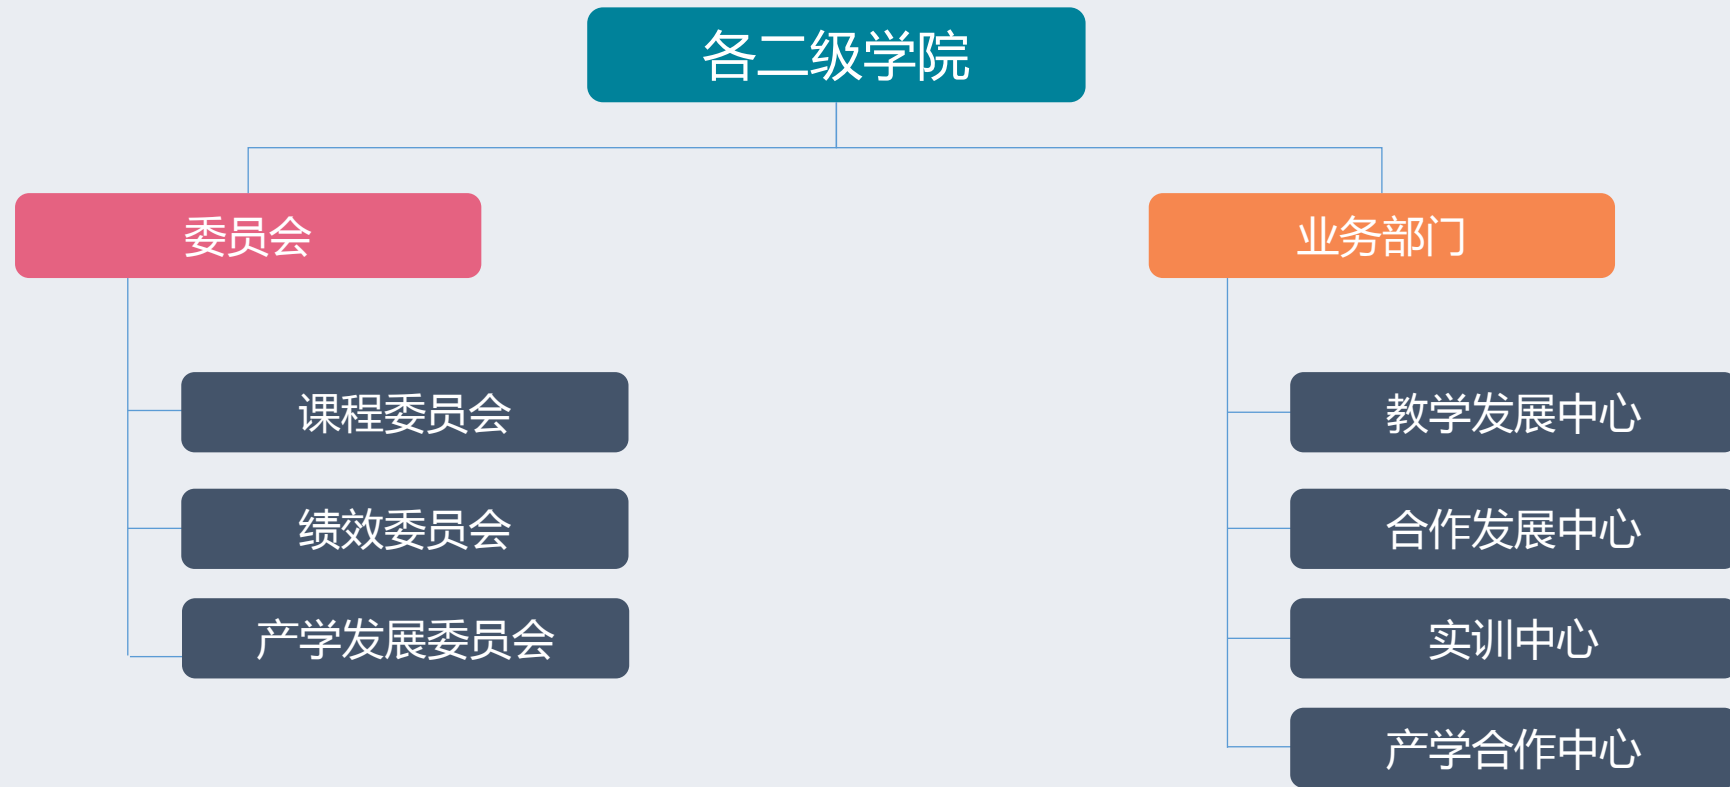 各二级学院
委员会
业务部门
课程委员会
绩效委员会
产学发展委员会
教学发展中心
合作发展中心
实训中心
产学合作中心